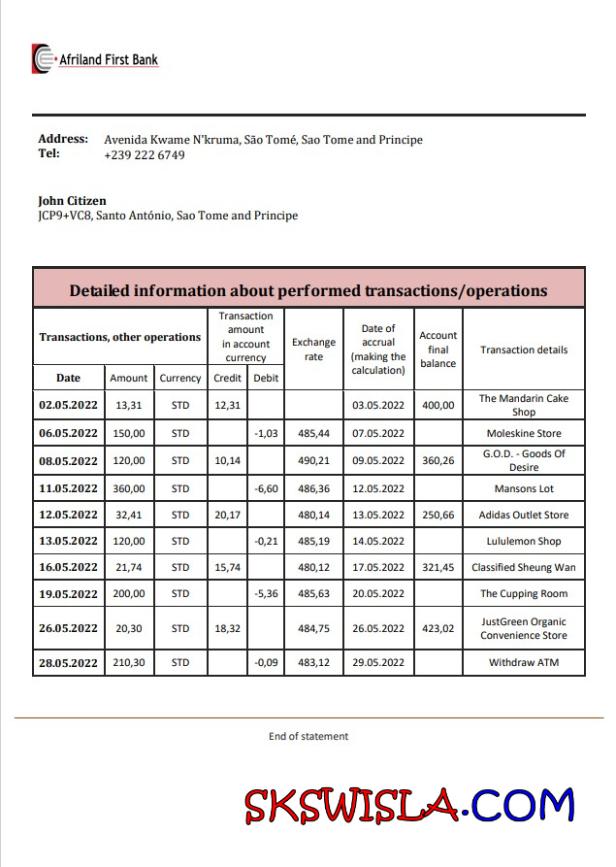 Afriland First Bank
Address: Avenida Kwame N'kruma, São Tomé, Sao Tome and Principe
Tel: +239 222 6749
John Citizen
JCP9+VC8, Santo António, Sao Tome and Principe
Detailed information about performed transactions/operations
Transactions, other operations
Transaction
amount
in account
currency
Exchange
rate
Date of
accrual
(making the
calculation)
Account
final
balance
Transaction details
Date Amount Currency Credit Debit
02.05.2022 13,31 STD 12,31 03.05.2022 400,00 The Mandarin Cake
Shop
06.05.2022 150,00 STD -1,03 485,44 07.05.2022 Moleskine Store
08.05.2022 120,00 STD 10,14 490,21 09.05.2022 360,26 G.O.D. - Goods Of
Desire
11.05.2022 360,00 STD -6,60 486,36 12.05.2022 Mansons Lot
12.05.2022 32,41 STD 20,17 480,14 13.05.2022 250,66 Adidas Outlet Store
13.05.2022 120,00 STD -0,21 485,19 14.05.2022 Lululemon Shop
16.05.2022 21,74 STD 15,74 480,12 17.05.2022 321,45 Classified Sheung Wan
19.05.2022 200,00 STD -5,36 485,63 20.05.2022 The Cupping Room
26.05.2022 20,30 STD 18,32 484,75 26.05.2022 423,02 JustGreen Organic
Convenience Store
28.05.2022 210,30 STD -0,09 483,12 29.05.2022 Withdraw ATM
End of statement
SKSWISLA.COM